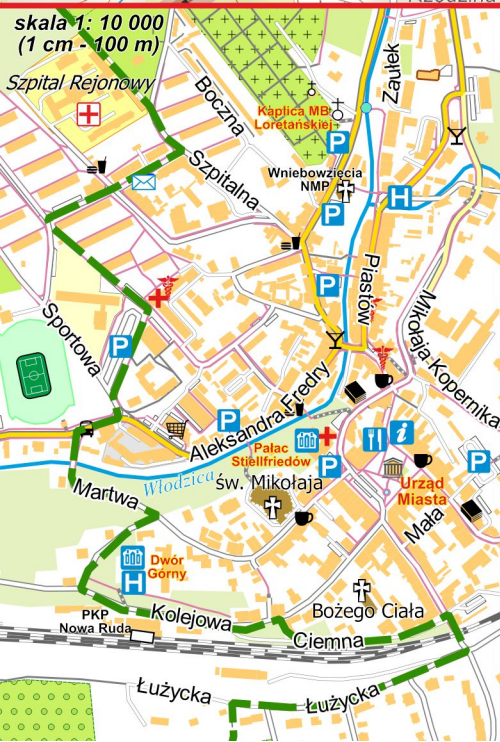 skala 1: 10 000
(1 cm - 100 m)
Szpital Rejonowy
Boczna
Zaułek
Kaplica MB
Loretańskiej
P
Szpitalna
Wniebowzięcia
NMP
H
P
Piastów
P
Mikołaja Kopernika
Sportowa
P
Aleksandra Fredry
P
Pałac
Stiellfriedów
P
i
P
Włodzica
św. Mikołaja
Urząd
Miasta
Martwa
Mała
Dwór
Górny
H
Kolejowa
Bożego Ciała
PKP
Nowa Ruda
Ciemna
Łużycka
Łużycka